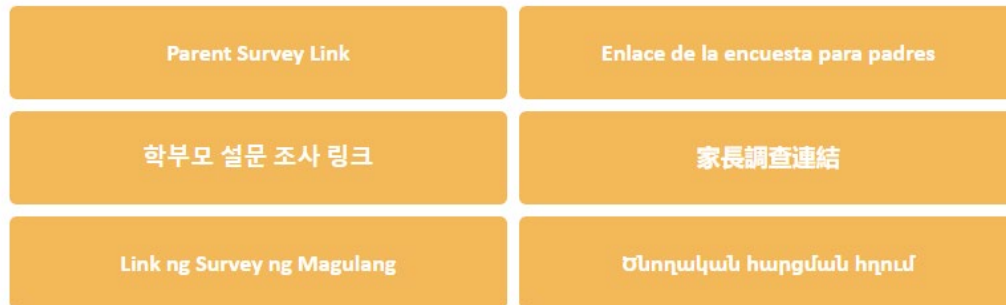 Parent Survey Link
Enlace de la encuesta para padres
학부모 설문 조사 링크
家長調查連結
Link ng Survey ng Magulang
Ծնողական հարցման հղում